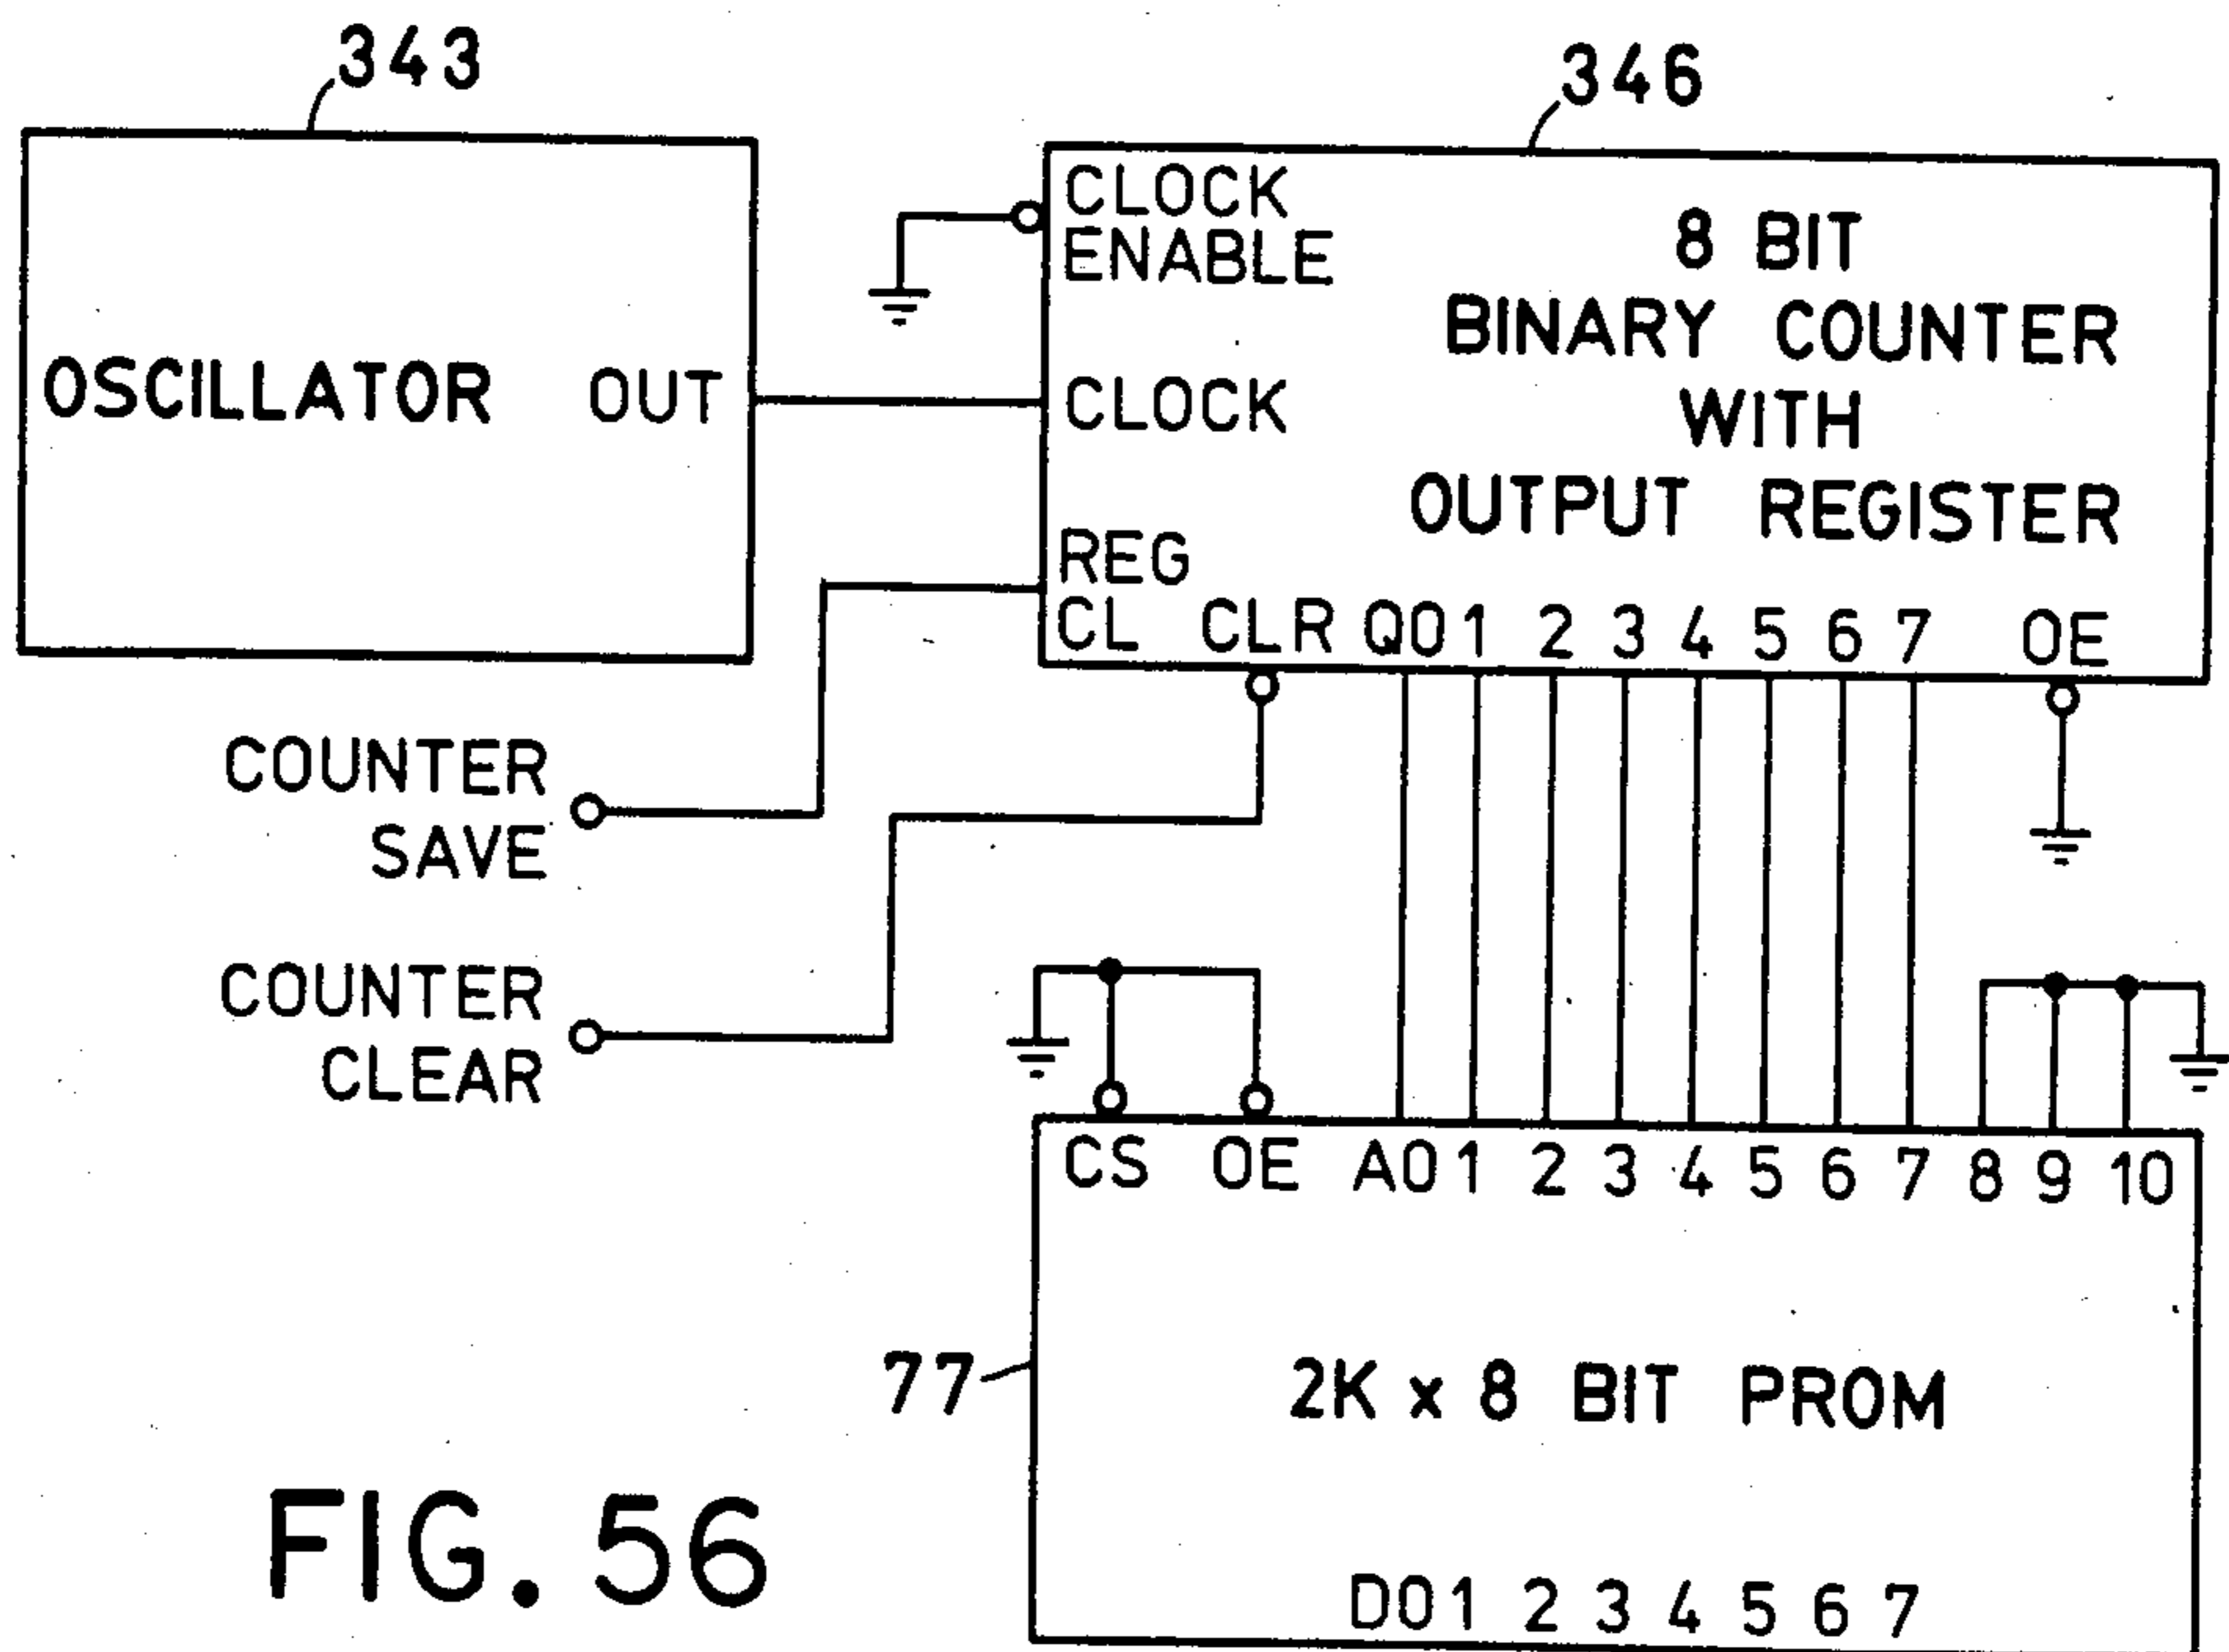 343
346
OSCILLATOR OUT
CLOCK
ENABLE
CLOCK
REG
CL CLR Q0 1 2 3 4 5 6 7 OE
8 BIT
BINARY COUNTER
WITH
OUTPUT REGISTER
COUNTER
SAVE
COUNTER
CLEAR
CS OE A0 1 2 3 4 5 6 7 8 9 10
77
2K x 8 BIT PROM
D0 1 2 3 4 5 6 7
FIG. 56